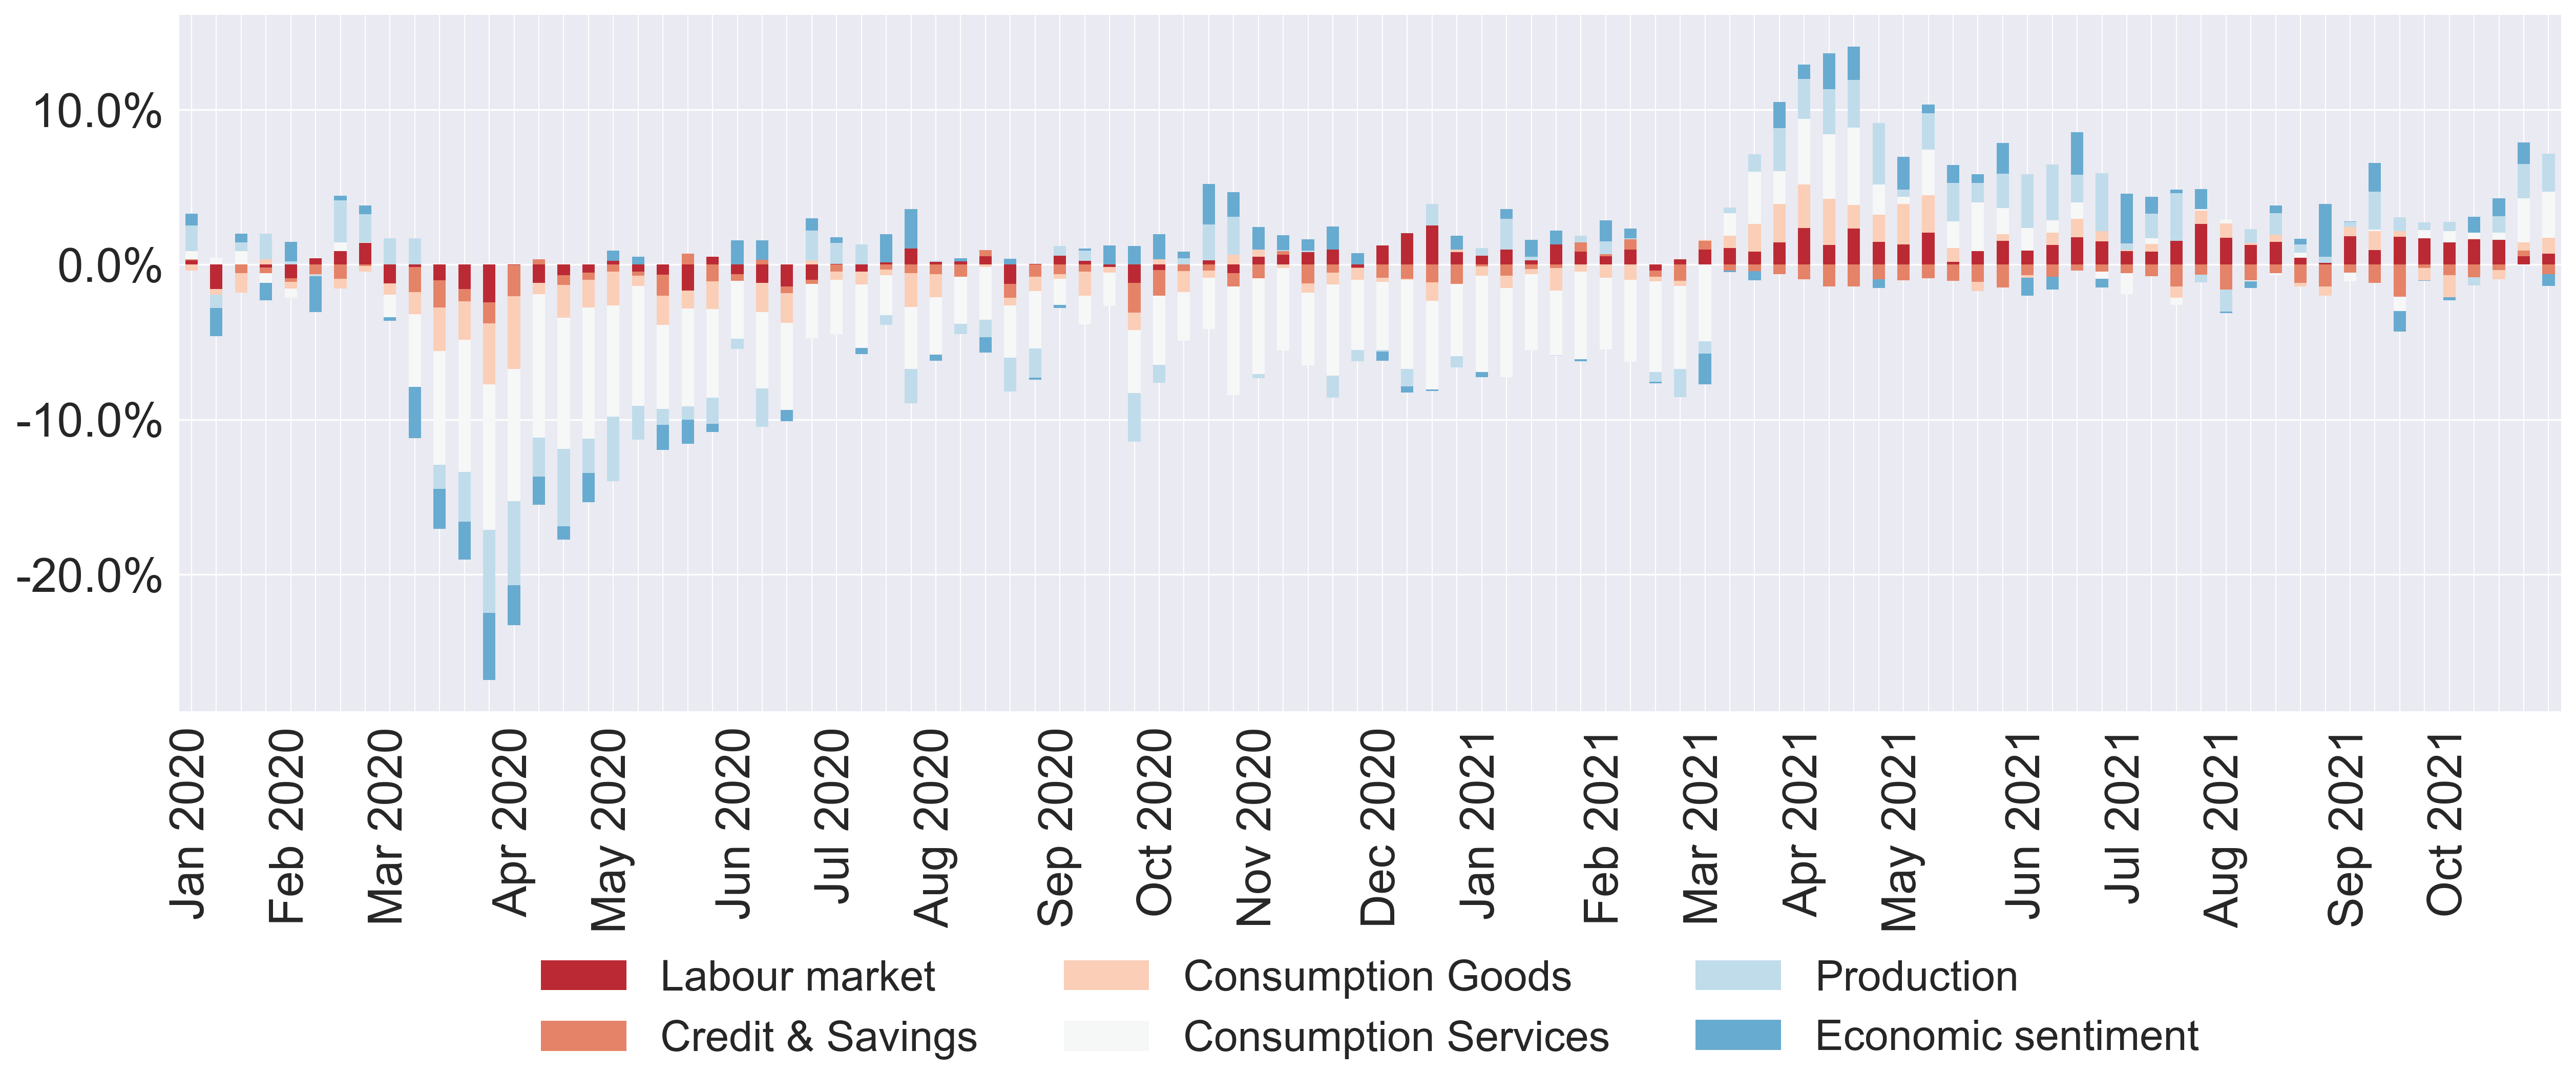 10.0%
0.0%
-10.0%
-20.0%
Jan 2020
Feb 2020
Mar 2020
Apr 2020
May 2020
Jun 2020
Jul 2020
Aug 2020
Sep 2020
Oct 2020
Nov 2020
Dec 2020
Jan 2021
Feb 2021
Mar 2021
Apr 2021
May 2021
Jun 2021
Jul 2021
Aug 2021
Sep 2021
Oct 2021
Labour market
Consumption Goods
Production
Credit & Savings
Consumption Services
Economic sentiment